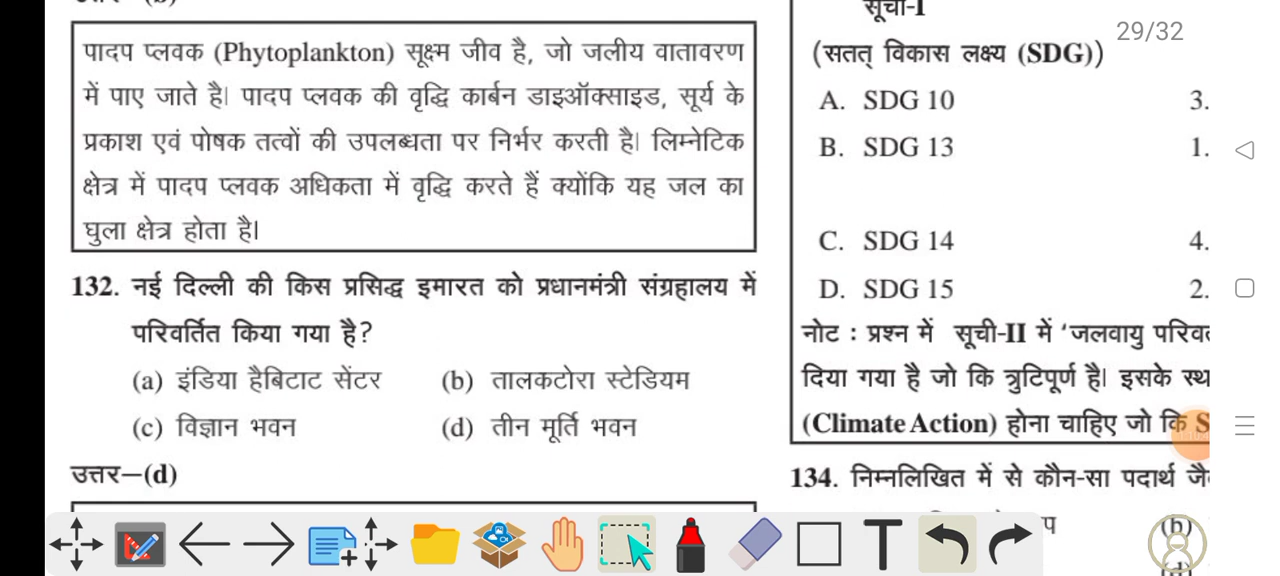 पादप प्लवक (Phytoplankton) सूक्ष्म जीव है, जो जलीय वातावरण
में पाए जाते है। पादप प्लवक की वृद्धि कार्बन डाइऑक्साइड, सूर्य के
प्रकाश एवं पोषक तत्वों की उपलब्धता पर निर्भर करती है। लिम्नेटिक
क्षेत्र में पादप प्लवक अधिकता में वृद्धि करते हैं क्योंकि यह जल का
घुला क्षेत्र होता है।
132. नई दिल्ली की किस प्रसिद्ध इमारत को प्रधानमंत्री संग्रहालय में
परिवर्तित किया गया है?
(a) इंडिया हैबिटाट सेंटर (b) तालकटोरा स्टेडियम
(c) विज्ञान भवन (d) तीन मूर्ति भवन
उत्तर–(d)
सूची-I
29/32
(सतत् विकास लक्ष्य (SDG))
A. SDG 10 3.
B. SDG 13 1.
C. SDG 14 4.
D. SDG 15 2.
नोट : प्रश्न में सूची-II में ‘जलवायु
दिया गया है जो कि त्रुटिपूर्ण है। इसके
(Climate Action) होना चाहिए जो कि S
134. निम्नलिखित में से कौन-सा पदार्थ
(b)
T